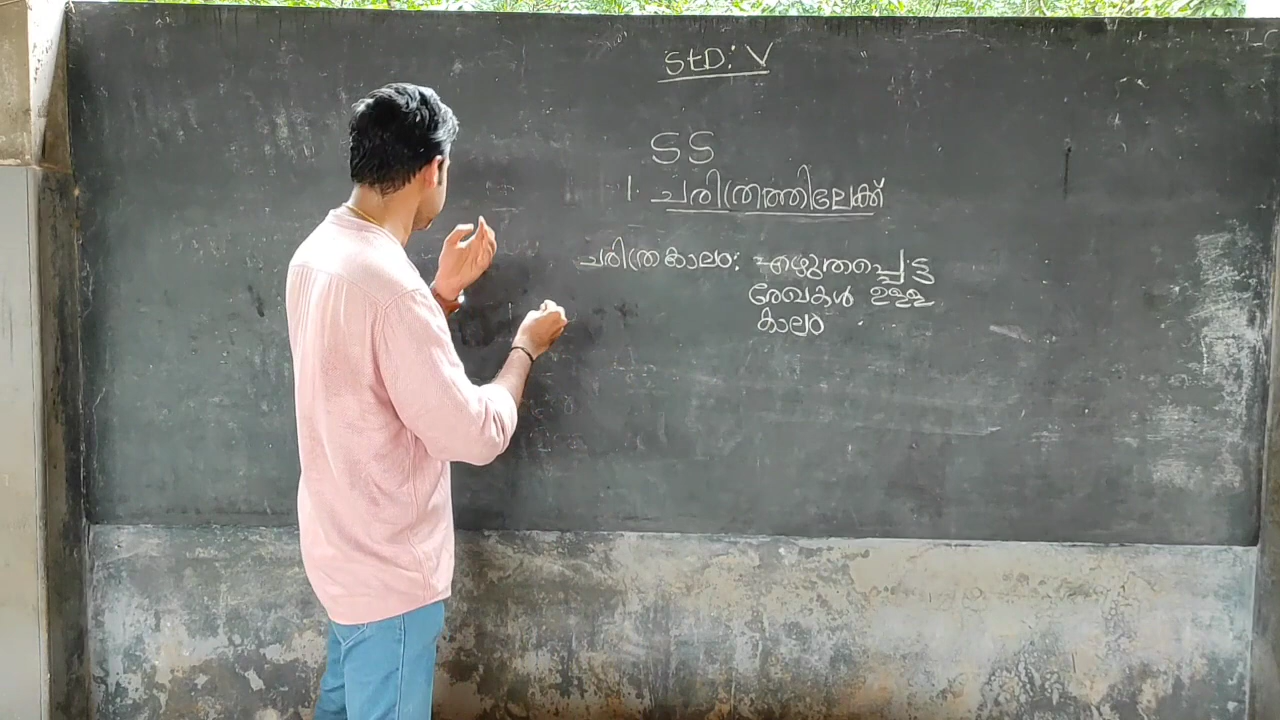 StD: V
SS
1. ചരിത്രത്തിലേക്ക്
ചരിത്രകാലം: എഴുതപ്പെട്ട
രേഖകൾ ഉള്ള
കാലം